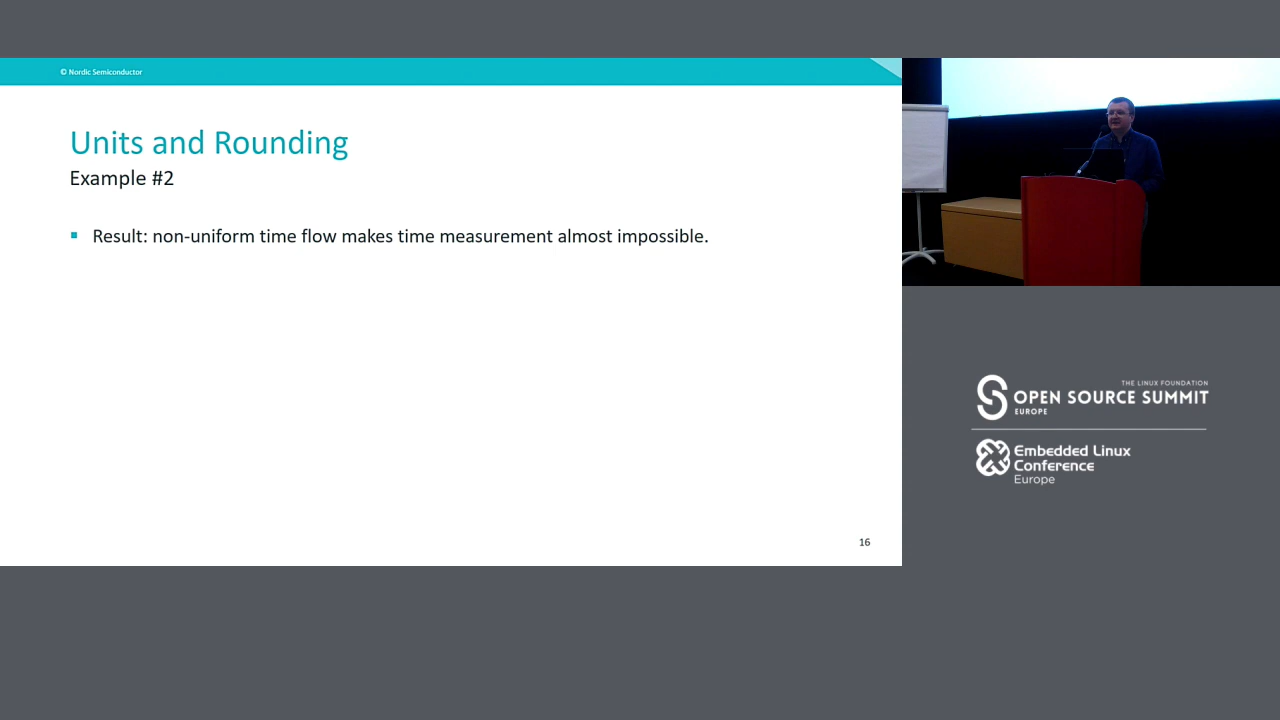 © Nordic Semiconductor
Units and Rounding
Example #2
Result: non-uniform time flow makes time measurement almost impossible.
16
THE LINUX FOUNDATION
OPEN SOURCE SUMMIT
EUROPE
Embedded Linux
Conference
Europe